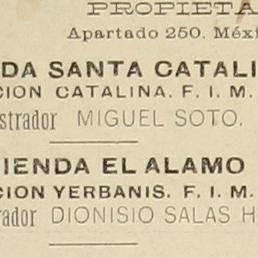 PROPIETA
Apartado 250. Méxi
DA SANTA CATALI
CION CATALINA. F. I. M.
strador MIGUEL SOTO.
IENDA EL ALAMO
CION YERBANIS. F. I. M.
rador DIONISIO SALAS H